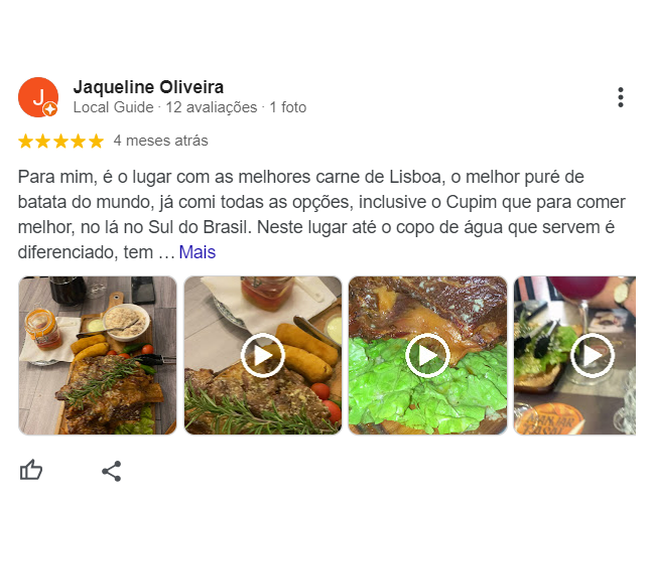 J
Jaqueline Oliveira
Local Guide · 12 avaliações · 1 foto
4 meses atrás
Para mim, é o lugar com as melhores carne de Lisboa, o melhor puré de
batata do mundo, já comi todas as opções, inclusive o Cupim que para comer
melhor, no lá no Sul do Brasil. Neste lugar até o copo de água que servem é
diferenciado, tem … Mais